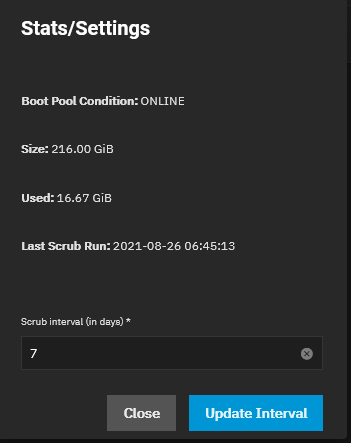 Stats/Settings
Boot Pool Condition: ONLINE
Size: 216.00 GiB
Used: 16.67 GiB
Last Scrub Run: 2021-08-26 06:45:13
Scrub interval (in days) *
7
Close Update Interval